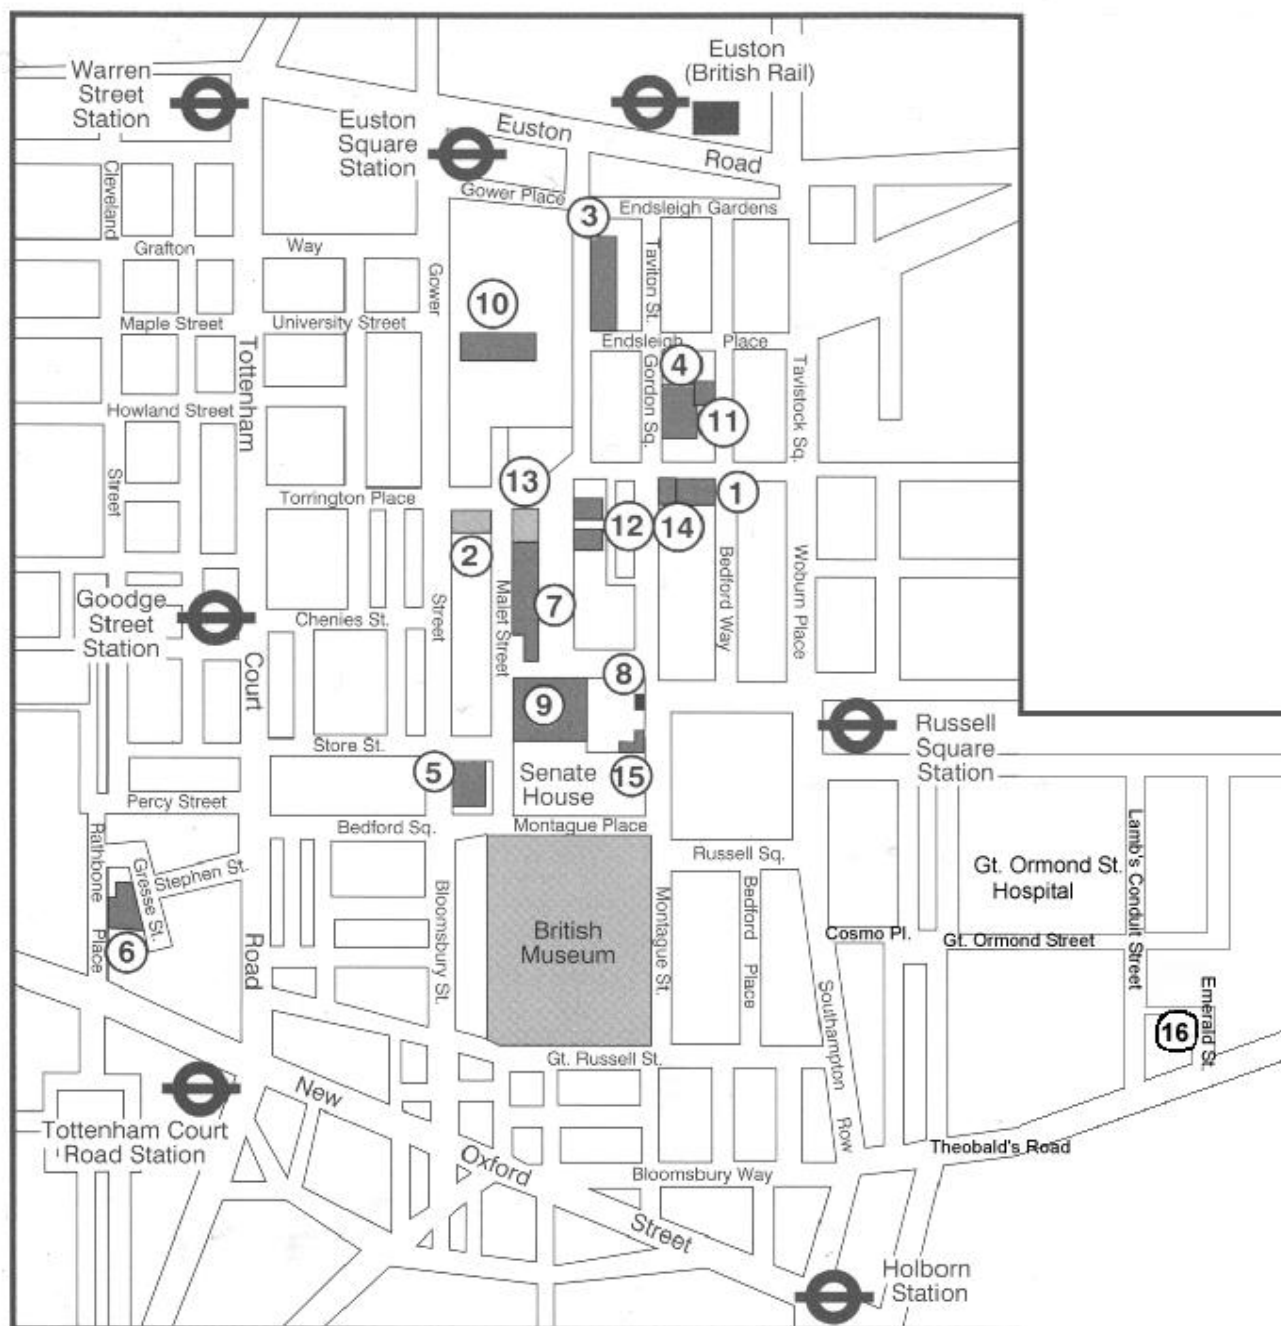 Warren
Street
Station
Euston
Square
Station
Euston
(British Rail)
Euston
Road
Gower Place
Endsleigh Gardens
3
Cleveland
Grafton
Way
Taviton St.
Gower
10
Maple Street
University Street
Endsleigh
Place
4
Tottenham
Gordon Sq.
Tavistock Sq.
Howland Street
11
13
1
Street
Torrington Place
12
14
2
Goodge
Street
Station
7
Chenies St.
Street
Malet Street
Bedford Way
Woburn Place
Court
8
9
Russell
Square
Station
Store St.
5
Senate
House
15
Percy Street
Bedford Sq.
Montague Place
Russell Sq.
Rathbone
Place
Gresse St.
Stephen St.
Lamb's Conduit Street
Gt. Ormond St.
Hospital
Bloomsbury St.
British
Museum
Montague St.
Bedford Place
Cosmo Pl.
Gt. Ormond Street
6
Road
Southampton
Row
Emerald St.
16
Gt. Russell St.
New
Oxford
Street
Tottenham Court
Road Station
Theobald's Road
Bloomsbury Way
Holborn
Station